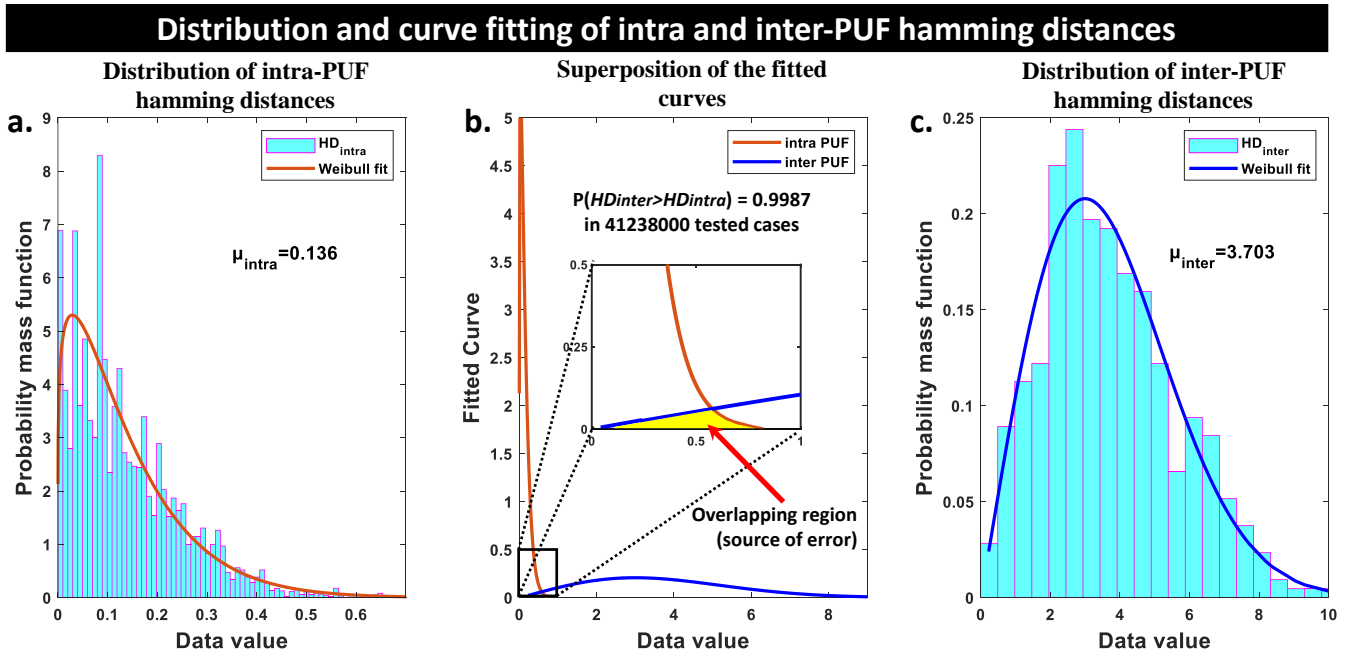 Distribution and curve fitting of intra and inter-PUF hamming distances
Distribution of intra-PUF
hamming distances
a.
9
8
7
6
5
4
3
2
1
0
Probability mass function
HDintra
Weibull fit
μintra=0.136
0
0.1
0.2
0.3
0.4
0.5
0.6
Data value
Superposition of the fitted
curves
b.
5
4.5
4
3.5
3
2.5
2
1.5
1
0.5
0
Fitted Curve
intra PUF
inter PUF
P(HDinter>HDintra) = 0.9987
in 41238000 tested cases
0.5
0.25
0
0
0.5
1
Overlapping region
(source of error)
2
4
6
8
Data value
Distribution of inter-PUF
hamming distances
c.
0.25
0.2
0.15
0.1
0.05
0
Probability mass function
HDinter
Weibull fit
μinter=3.703
0
2
4
6
8
10
Data value